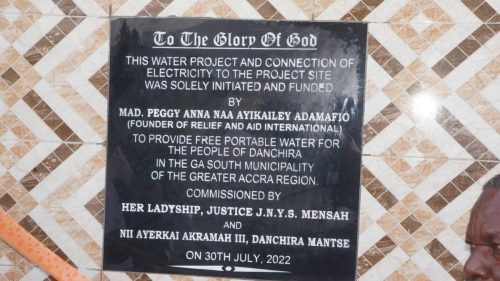 To The Glory Of God
THIS WATER PROJECT AND CONNECTION OF
ELECTRICITY TO THE PROJECT SITE
WAS SOLELY INITIATED AND FUNDED
BY
MAD. PEGGY ANNA NAA AYIKAILEY ADAMAFIO
(FOUNDER OF RELIEF AND AID INTERNATIONAL)
TO PROVIDE FREE PORTABLE WATER FOR
THE PEOPLE OF DANCHIRA
IN THE GA SOUTH MUNICIPALITY
OF THE GREATER ACCRA REGION.
COMMISSIONED BY
HER LADYSHIP, JUSTICE J.N.Y.S. MENSAH
AND
NII AYERKAI AKRAMAH III, DANCHIRA MANTSE
ON 30TH JULY, 2022